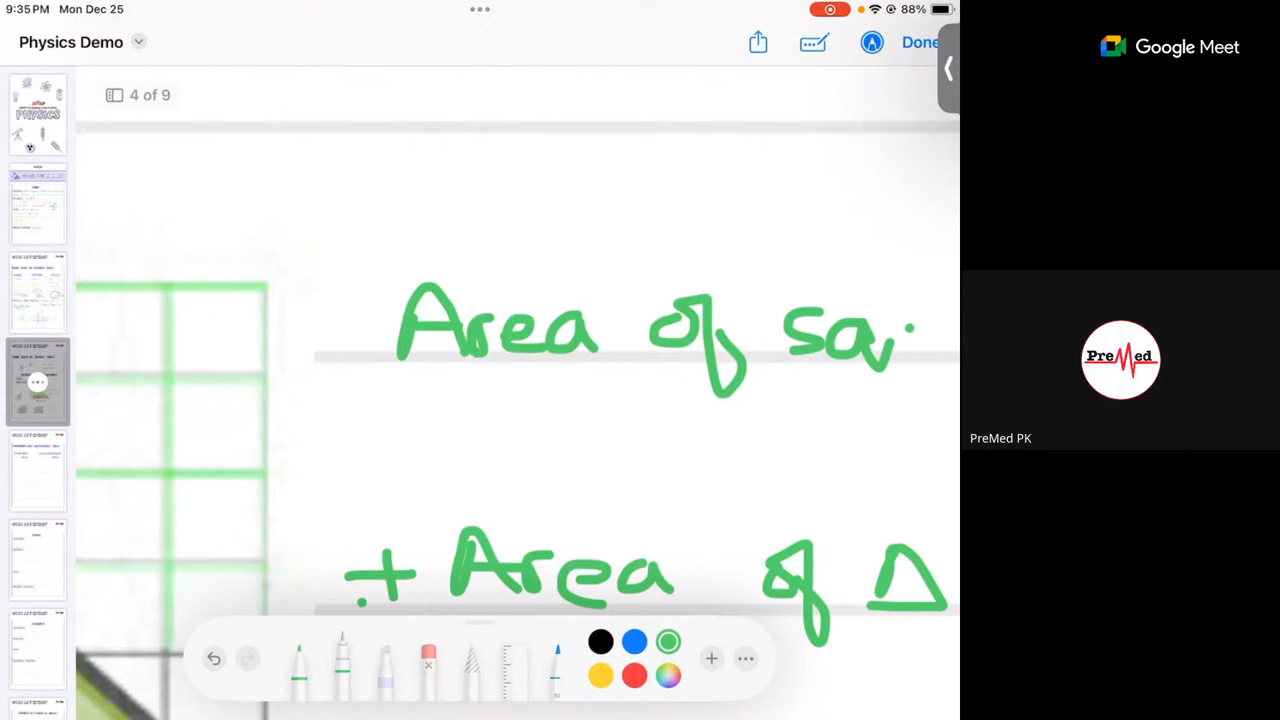 9:35 PM Mon Dec 25
88%
Physics Demo
Done
Google Meet
4 of 9
PHYSICS
Area of sq.
+ Area of Δ
PreMed
PreMed PK